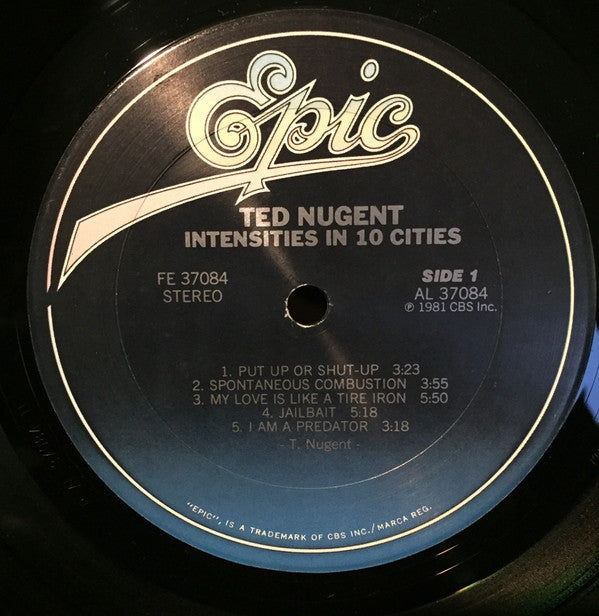 Epic
TED NUGENT
INTENSITIES IN 10 CITIES
FE 37084
STEREO
SIDE 1
AL 37084
℗ 1981 CBS Inc.
1. PUT UP OR SHUT-UP 3:23
2. SPONTANEOUS COMBUSTION 3:55
3. MY LOVE IS LIKE A TIRE IRON 5:50
4. JAILBAIT 5:18
5. I AM A PREDATOR 3:18
- T. Nugent -
"EPIC", IS A TRADEMARK OF CBS INC./MARCA REG.